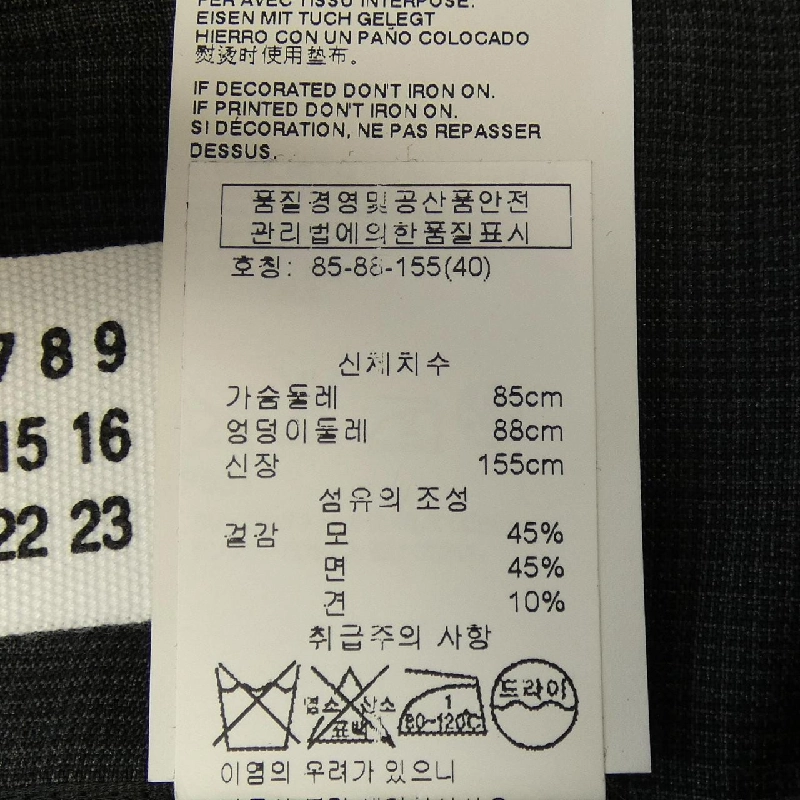 PER AVEC TISSU INTERPOSÉ.
EISEN MIT TUCH GELEGT
HIERRO CON UN PAÑO COLOCADO
熨烫时使用垫布。
IF DECORATED DON'T IRON ON.
IF PRINTED DON'T IRON ON.
SI DÉCORATION, NE PAS REPASSER
DESSUS.
품질경영및공산품안전
관리법에의한품질표시
호칭: 85-88-155(40)
신체치수
가슴둘레 85cm
엉덩이둘레 88cm
신장 155cm
섬유의 조성
겉감 모 45%
면 45%
견 10%
취급주의 사항
염소 산소
표백
1
80~120℃
드라이
이염의 우려가 있으니
7 8 9
15 16
22 23